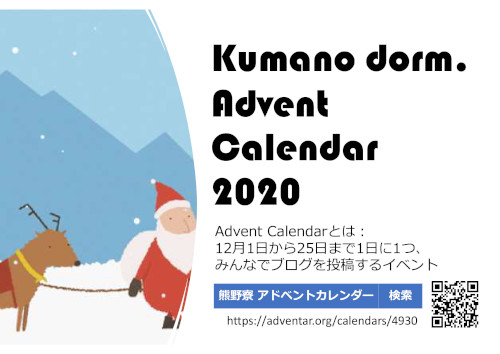 Kumano dorm.
Advent
Calendar
2020
Advent Calendarとは：
12月1日から25日まで1日に1つ、
みんなでブログを投稿するイベント
熊野寮 アドベントカレンダー 検索
https://adventar.org/calendars/4930